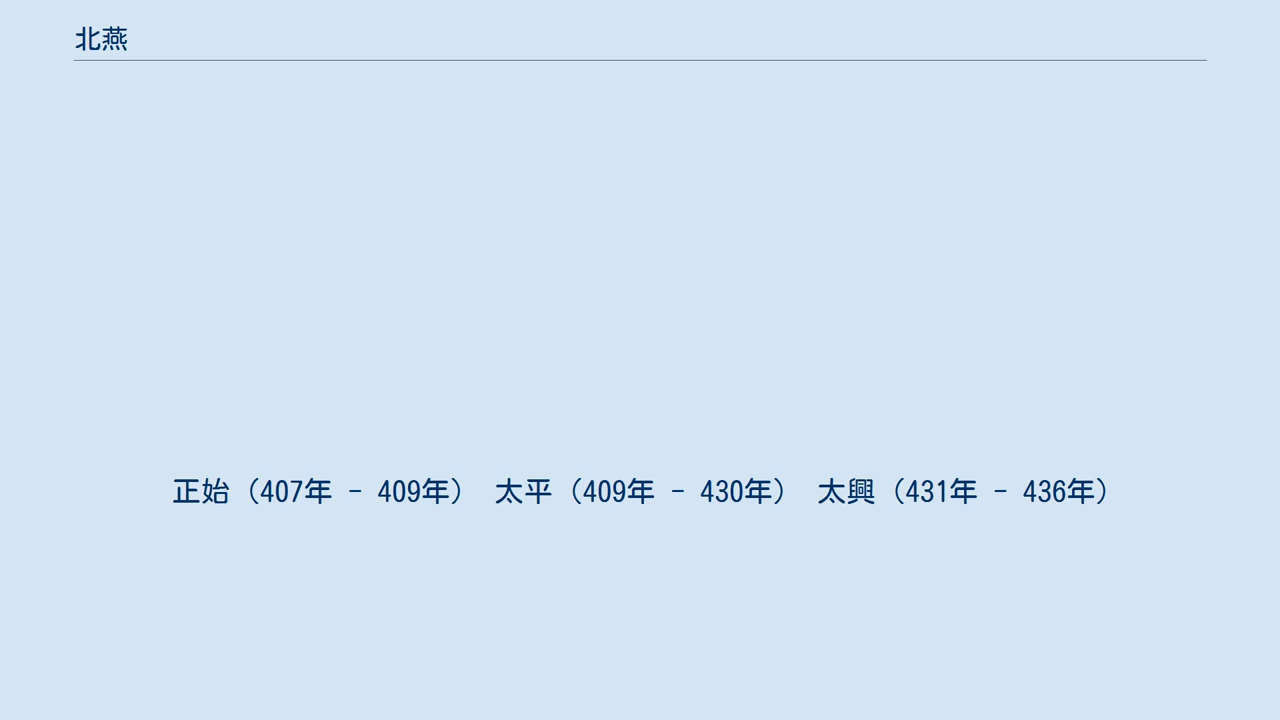 北燕
正始（407年 - 409年） 太平（409年 - 430年） 太興（431年 - 436年）